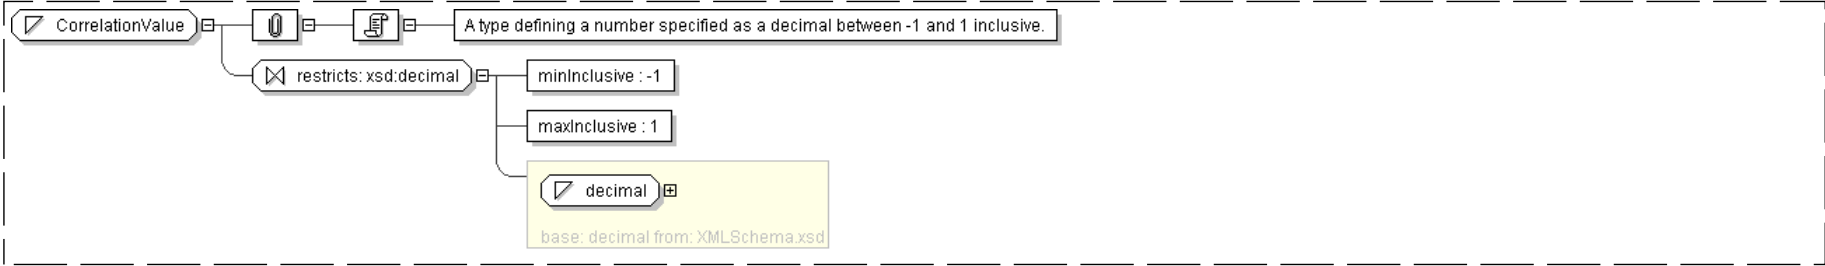 CorrelationValue
A type defining a number specified as a decimal between -1 and 1 inclusive.
restricts: xsd:decimal
minInclusive : -1
maxInclusive : 1
decimal
base: decimal from: XMLSchema.xsd